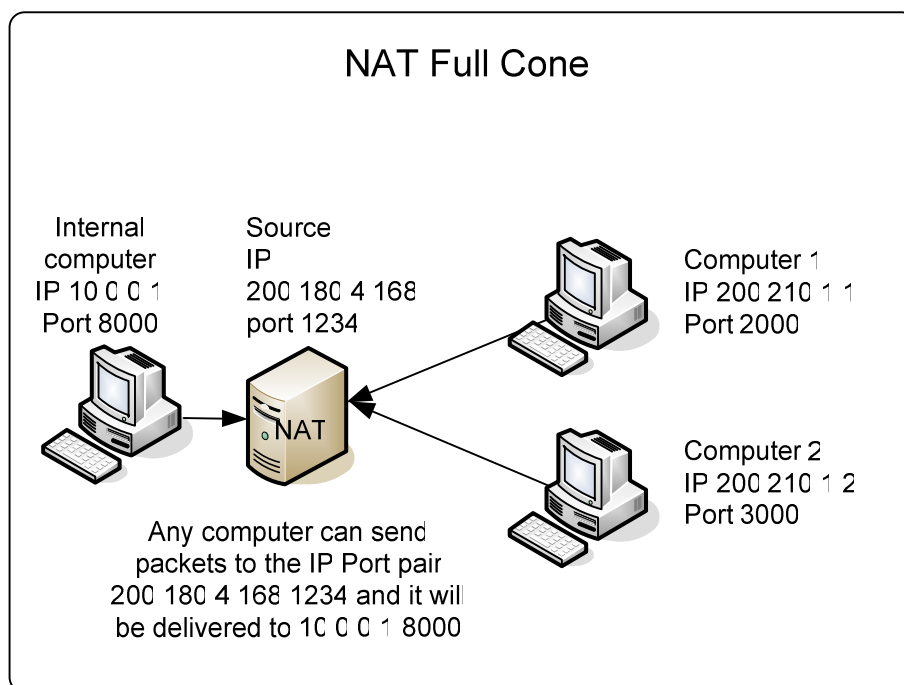 NAT Full Cone
Internal
computer
IP 10 0 0 1
Port 8000
Source
IP
200 180 4 168
port 1234
NAT
Computer 1
IP 200 210 1 1
Port 2000
Computer 2
IP 200 210 1 2
Port 3000
Any computer can send
packets to the IP Port pair
200 180 4 168 1234 and it will
be delivered to 10 0 0 1 8000